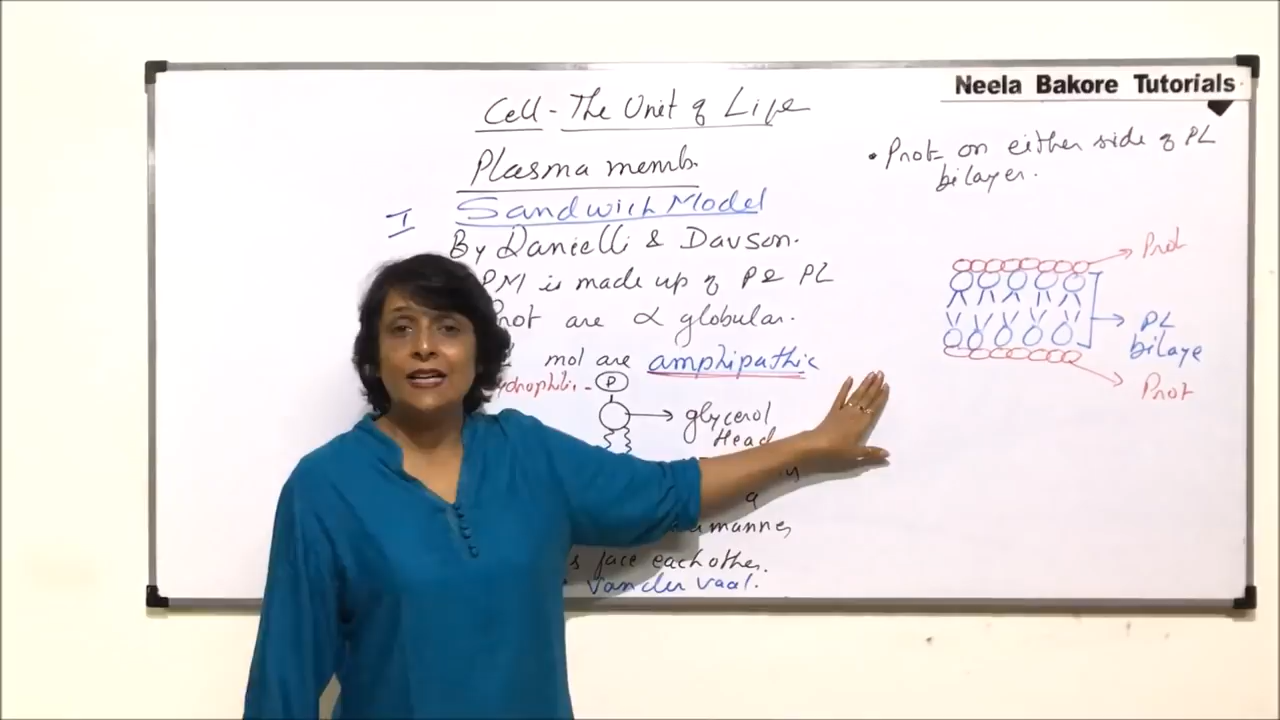 Neela Bakore Tutorials
Cell - The Unit of Life
Plasma memb.
I Sandwich Model
By Danielli & Davson.
PM is made up of P & PL
Prot are α globular.
mol are amphipathic
P
glycerol
Head
face each other.
Vander Vaal.
• Prot on either side of PL
bilayer.
Prot
PL
bilaye
Prot